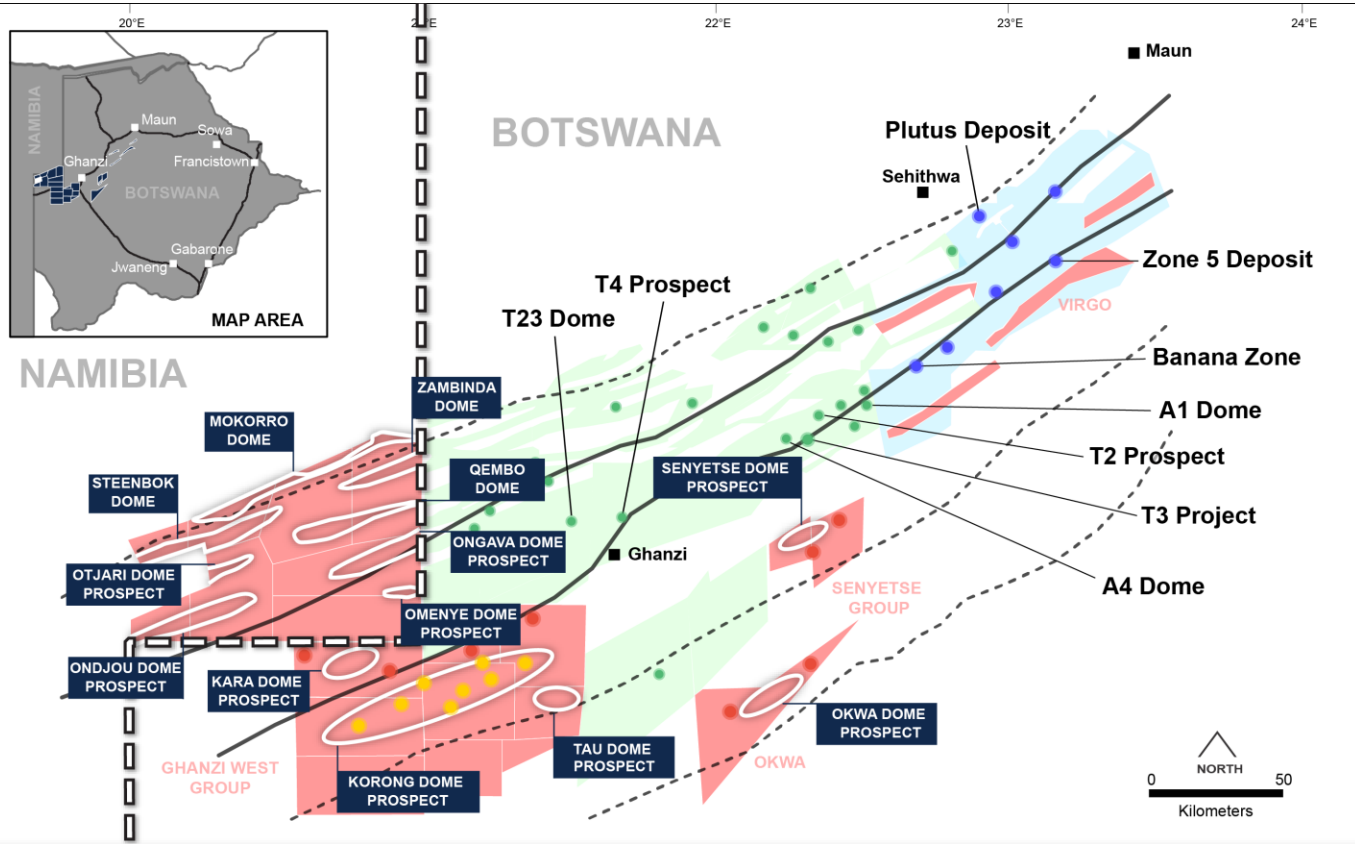 20°E
22°E
23°E
24°E
NAMIBIA
Maun
Sowa
Ghanzi
Francistown
BOTSWANA
Gabarone
Jwaneng
MAP AREA
BOTSWANA
Maun
Plutus Deposit
Sehithwa
Zone 5 Deposit
T4 Prospect
VIRGO
T23 Dome
NAMIBIA
Banana Zone
ZAMBINDA
DOME
A1 Dome
MOKORRO
DOME
T2 Prospect
QEMBO
DOME
SENYETSE DOME
PROSPECT
STEENBOK
DOME
T3 Project
ONGAVA DOME
PROSPECT
Ghanzi
OTJARI DOME
PROSPECT
SENYETSE
GROUP
A4 Dome
OMENYE DOME
PROSPECT
ONDJOU DOME
PROSPECT
KARA DOME
PROSPECT
OKWA DOME
PROSPECT
TAU DOME
PROSPECT
OKWA
GHANZI WEST
GROUP
KORONG DOME
PROSPECT
NORTH
0
50
Kilometers